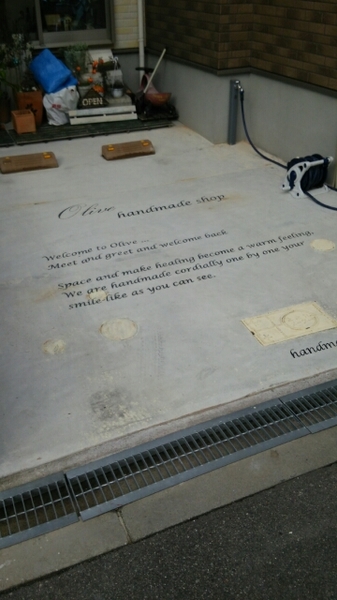 OPEN
Olive handmade shop
Welcome to Olive ...
Meet and greet and welcome back
Space and make healing become a warm feeling,
We are handmade cordially one by one your
smile like as you can see.